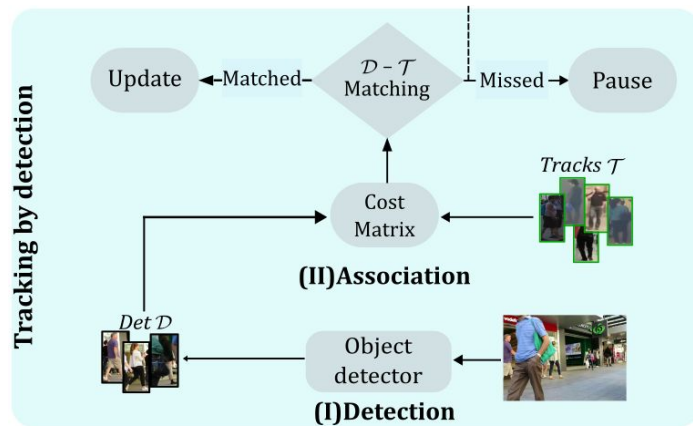 Tracking by detection
Update
Matched
𝒟 – 𝒯
Matching
Missed
Pause
Tracks 𝒯
Cost
Matrix
(II)Association
Det 𝒟
Object
detector
(I)Detection